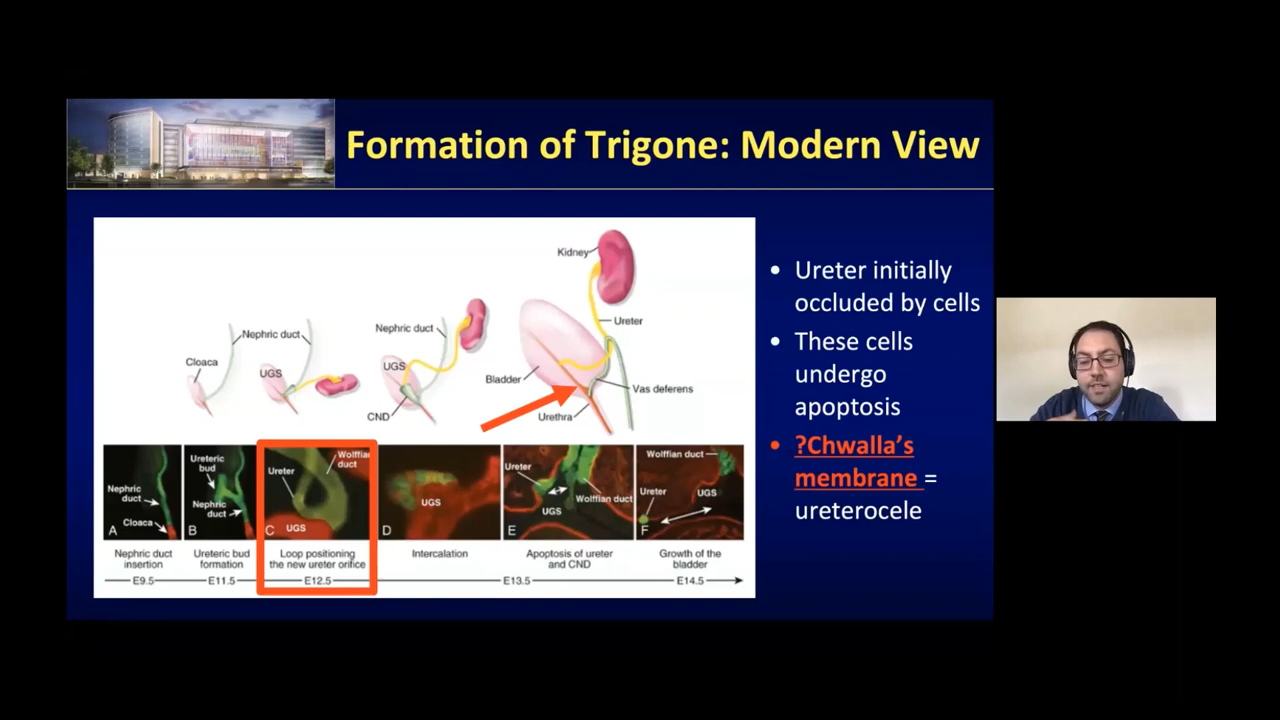 Formation of Trigone: Modern View
Kidney
Ureter
Nephric duct
Nephric duct
Cloaca
UGS
UGS
Bladder
Vas deferens
CND
Urethra
Ureteric
bud
Nephric
duct
Cloaca
A
Nephric
duct
B
Ureter
Wolffian
duct
UGS
C
UGS
D
Ureter
Wolffian duct
UGS
E
Wolffian duct
Ureter
UGS
F
Nephric duct
insertion
Ureteric bud
formation
Loop positioning
the new ureter orifice
Intercalation
Apoptosis of ureter
and CND
Growth of the
bladder
E9.5
E11.5
E12.5
E13.5
E14.5
• Ureter initially
occluded by cells
• These cells
undergo
apoptosis
• ?Chwalla's
membrane =
ureterocele